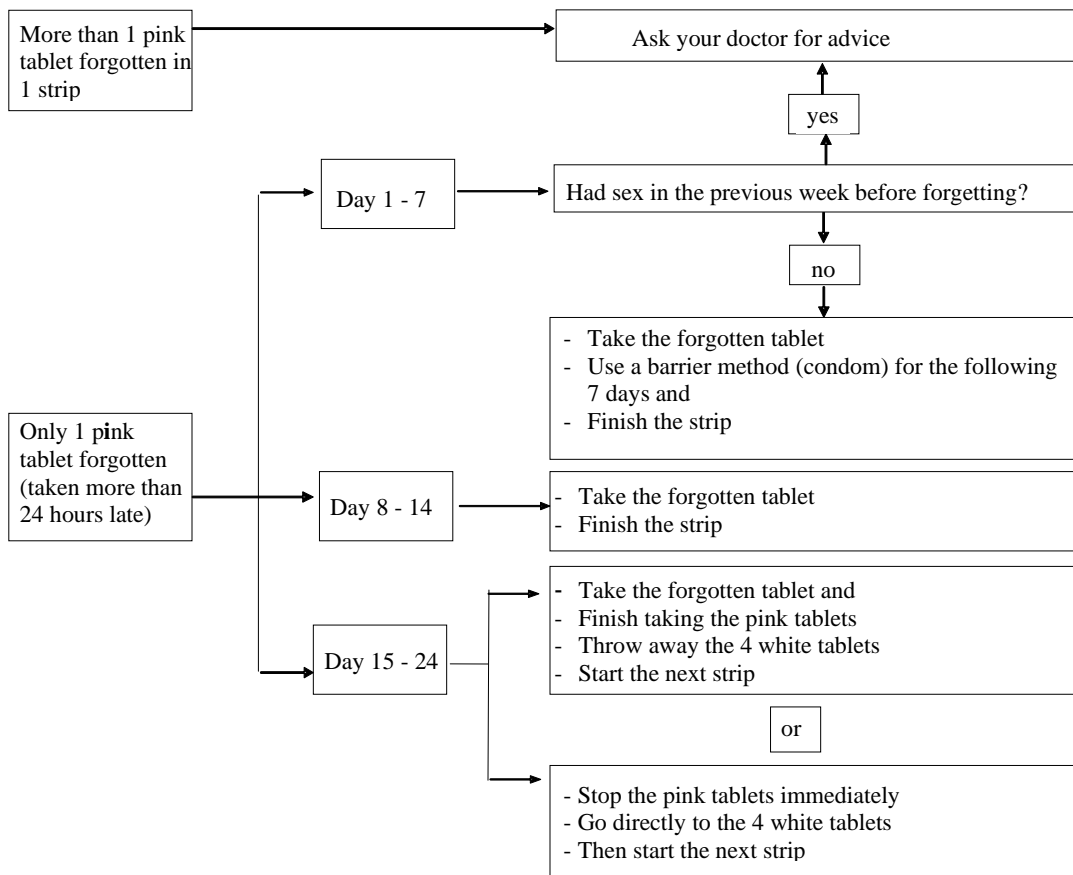 More than 1 pink
tablet forgotten in
1 strip
Ask your doctor for advice
yes
Day 1 - 7
Had sex in the previous week before forgetting?
no
- Take the forgotten tablet
- Use a barrier method (condom) for the following
7 days and
- Finish the strip
Only 1 pink
tablet forgotten
(taken more than
24 hours late)
Day 8 - 14
- Take the forgotten tablet
- Finish the strip
Day 15 - 24
- Take the forgotten tablet and
- Finish taking the pink tablets
- Throw away the 4 white tablets
- Start the next strip
or
- Stop the pink tablets immediately
- Go directly to the 4 white tablets
- Then start the next strip